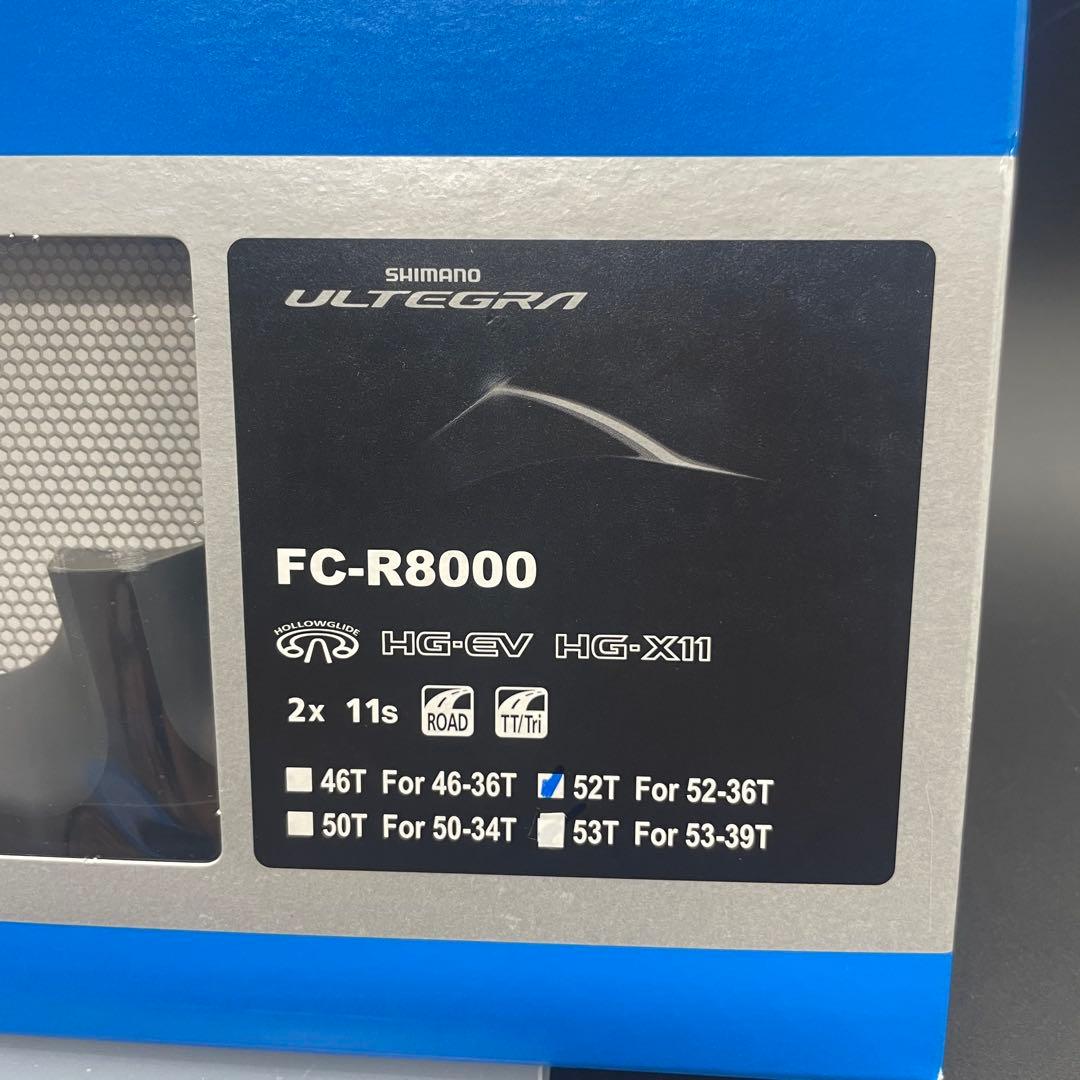 SHIMANO
ULTEGRA
FC-R8000
HOLLOWGLIDE HG-EV HG-X11
2x 11s ROAD TT/Tri
46T For 46-36T 52T For 52-36T
50T For 50-34T 53T For 53-39T